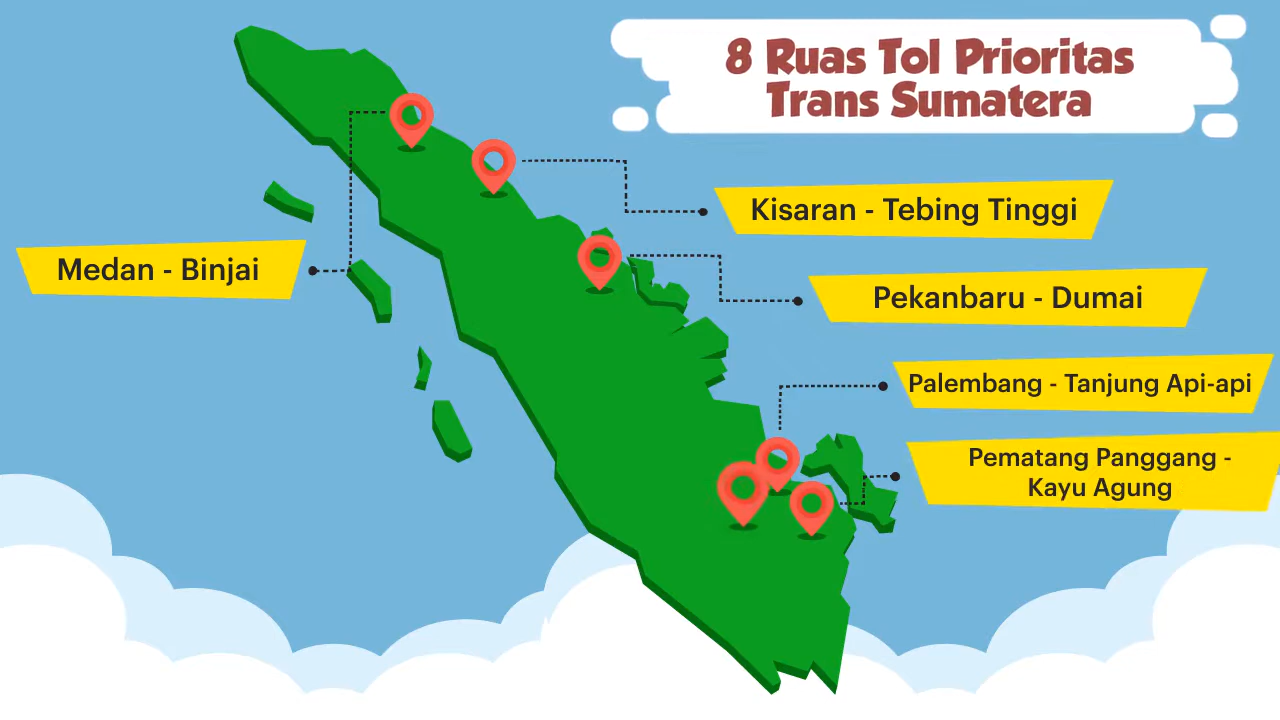 8 Ruas Tol Prioritas
Trans Sumatera
Kisaran - Tebing Tinggi
Medan - Binjai
Pekanbaru - Dumai
Palembang - Tanjung Api-api
Pematang Panggang -
Kayu Agung